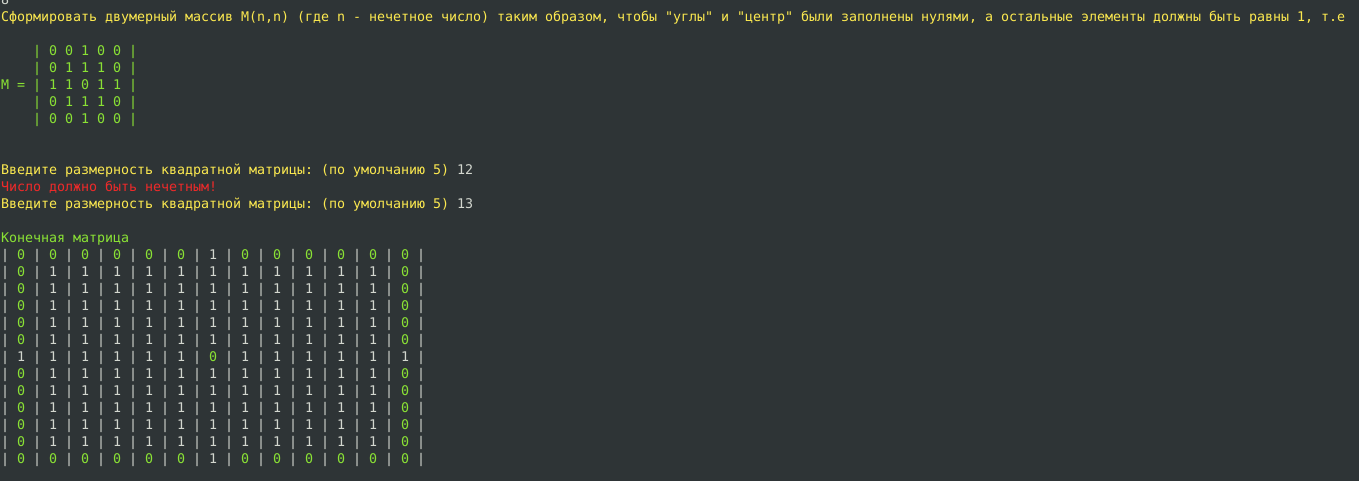 Сформировать двумерный массив M(n,n) (где n - нечетное число) таким образом, чтобы "углы" и "центр" были заполнены нулями, а остальные элементы должны быть равны 1, т.е
| 0 0 1 0 0 |
| 0 1 1 1 0 |
M = | 1 1 0 1 1 |
| 0 1 1 1 0 |
| 0 0 1 0 0 |
Введите размерность квадратной матрицы: (по умолчанию 5) 12
Число должно быть нечетным!
Введите размерность квадратной матрицы: (по умолчанию 5) 13
Конечная матрица
| 0 | 0 | 0 | 0 | 0 | 0 | 1 | 0 | 0 | 0 | 0 | 0 | 0 |
| 0 | 1 | 1 | 1 | 1 | 1 | 1 | 1 | 1 | 1 | 1 | 1 | 0 |
| 0 | 1 | 1 | 1 | 1 | 1 | 1 | 1 | 1 | 1 | 1 | 1 | 0 |
| 0 | 1 | 1 | 1 | 1 | 1 | 1 | 1 | 1 | 1 | 1 | 1 | 0 |
| 0 | 1 | 1 | 1 | 1 | 1 | 1 | 1 | 1 | 1 | 1 | 1 | 0 |
| 0 | 1 | 1 | 1 | 1 | 1 | 1 | 1 | 1 | 1 | 1 | 1 | 0 |
| 1 | 1 | 1 | 1 | 1 | 1 | 0 | 1 | 1 | 1 | 1 | 1 | 1 |
| 0 | 1 | 1 | 1 | 1 | 1 | 1 | 1 | 1 | 1 | 1 | 1 | 0 |
| 0 | 1 | 1 | 1 | 1 | 1 | 1 | 1 | 1 | 1 | 1 | 1 | 0 |
| 0 | 1 | 1 | 1 | 1 | 1 | 1 | 1 | 1 | 1 | 1 | 1 | 0 |
| 0 | 1 | 1 | 1 | 1 | 1 | 1 | 1 | 1 | 1 | 1 | 1 | 0 |
| 0 | 1 | 1 | 1 | 1 | 1 | 1 | 1 | 1 | 1 | 1 | 1 | 0 |
| 0 | 0 | 0 | 0 | 0 | 0 | 1 | 0 | 0 | 0 | 0 | 0 | 0 |